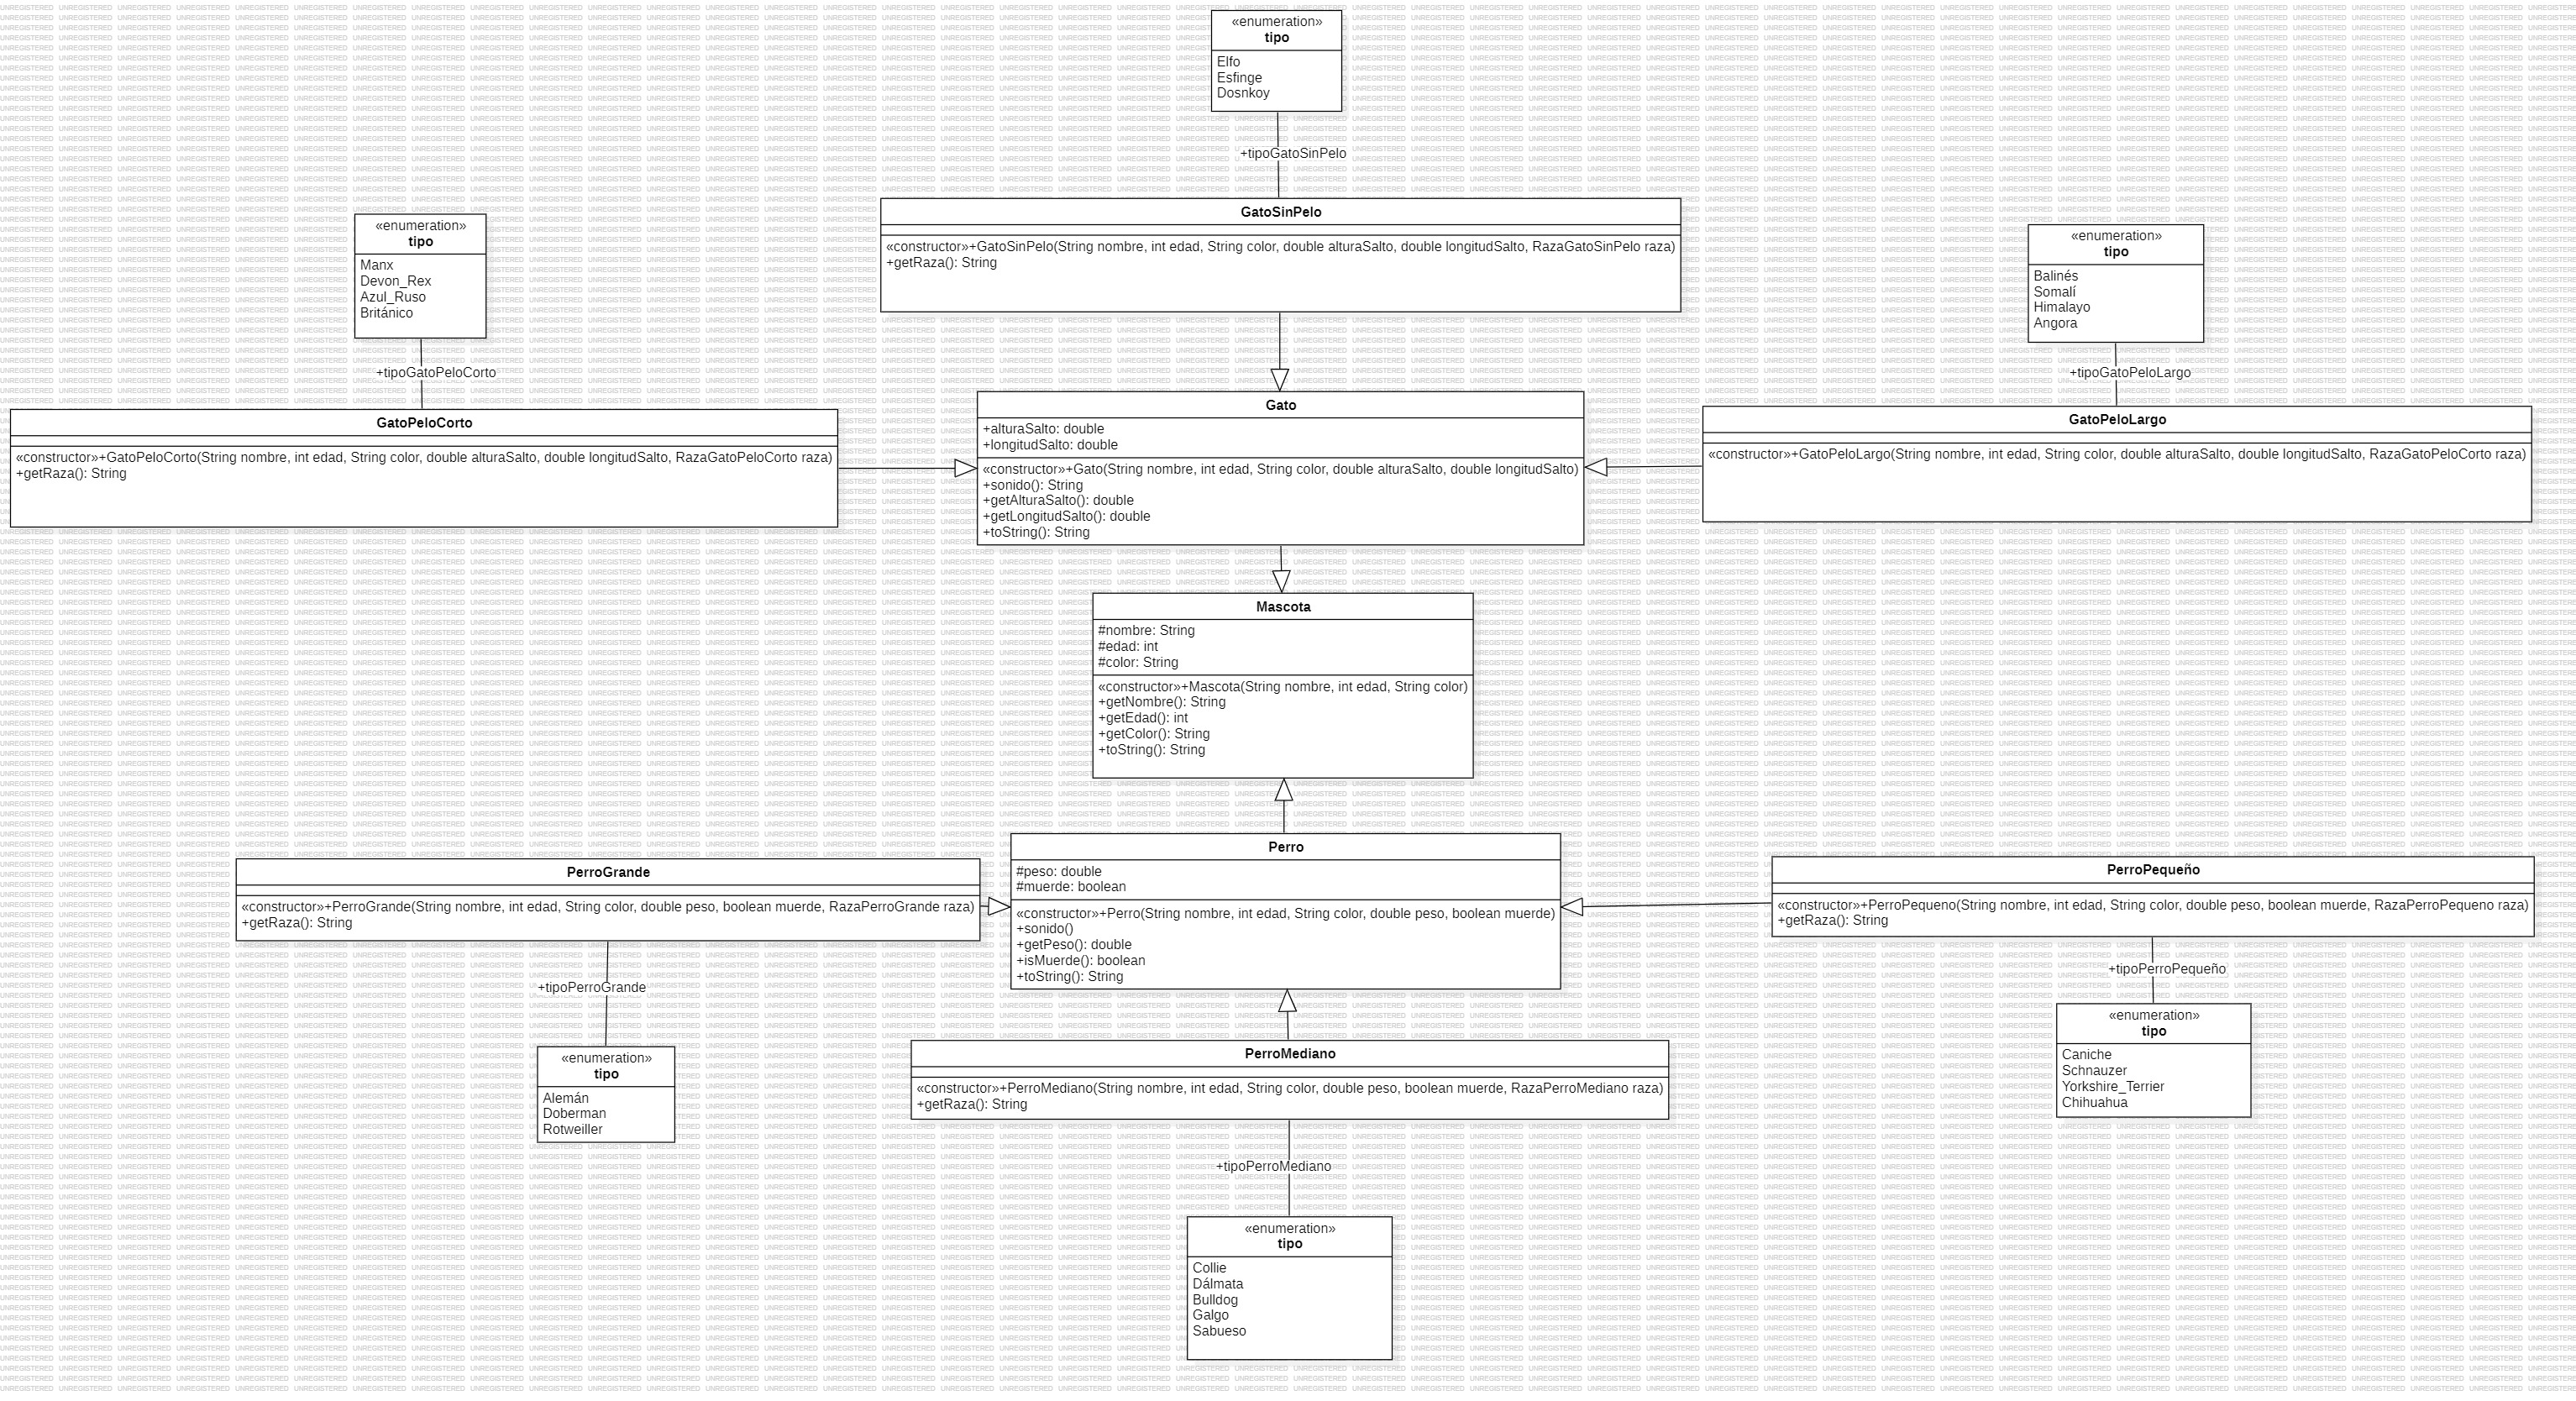 «enumeration»
tipo
Elfo
Esfinge
Dosnkoy
+tipoGatoSinPelo
GatoSinPelo
«constructor»+GatoSinPelo(String nombre, int edad, String color, double alturaSalto, double longitudSalto, RazaGatoSinPelo raza)
+getRaza(): String
«enumeration»
tipo
Manx
Devon_Rex
Azul_Ruso
Británico
+tipoGatoPeloCorto
GatoPeloCorto
«constructor»+GatoPeloCorto(String nombre, int edad, String color, double alturaSalto, double longitudSalto, RazaGatoPeloCorto raza)
+getRaza(): String
«enumeration»
tipo
Balinés
Somalí
Himalayo
Angora
+tipoGatoPeloLargo
GatoPeloLargo
«constructor»+GatoPeloLargo(String nombre, int edad, String color, double alturaSalto, double longitudSalto, RazaGatoPeloCorto raza)
Gato
+alturaSalto: double
+longitudSalto: double
«constructor»+Gato(String nombre, int edad, String color, double alturaSalto, double longitudSalto)
+sonido(): String
+getAlturaSalto(): double
+getLongitudSalto(): double
+toString(): String
Mascota
#nombre: String
#edad: int
#color: String
«constructor»+Mascota(String nombre, int edad, String color)
+getNombre(): String
+getEdad(): int
+getColor(): String
+toString(): String
Perro
#peso: double
#muerde: boolean
«constructor»+Perro(String nombre, int edad, String color, double peso, boolean muerde)
+sonido()
+getPeso(): double
+isMuerde(): boolean
+toString(): String
PerroGrande
«constructor»+PerroGrande(String nombre, int edad, String color, double peso, boolean muerde, RazaPerroGrande raza)
+getRaza(): String
+tipoPerroGrande
«enumeration»
tipo
Alemán
Doberman
Rotweiller
PerroPequeño
«constructor»+PerroPequeno(String nombre, int edad, String color, double peso, boolean muerde, RazaPerroPequeno raza)
+getRaza(): String
+tipoPerroPequeño
«enumeration»
tipo
Caniche
Schnauzer
Yorkshire_Terrier
Chihuahua
PerroMediano
«constructor»+PerroMediano(String nombre, int edad, String color, double peso, boolean muerde, RazaPerroMediano raza)
+getRaza(): String
+tipoPerroMediano
«enumeration»
tipo
Collie
Dálmata
Bulldog
Galgo
Sabueso
UNREGISTERED